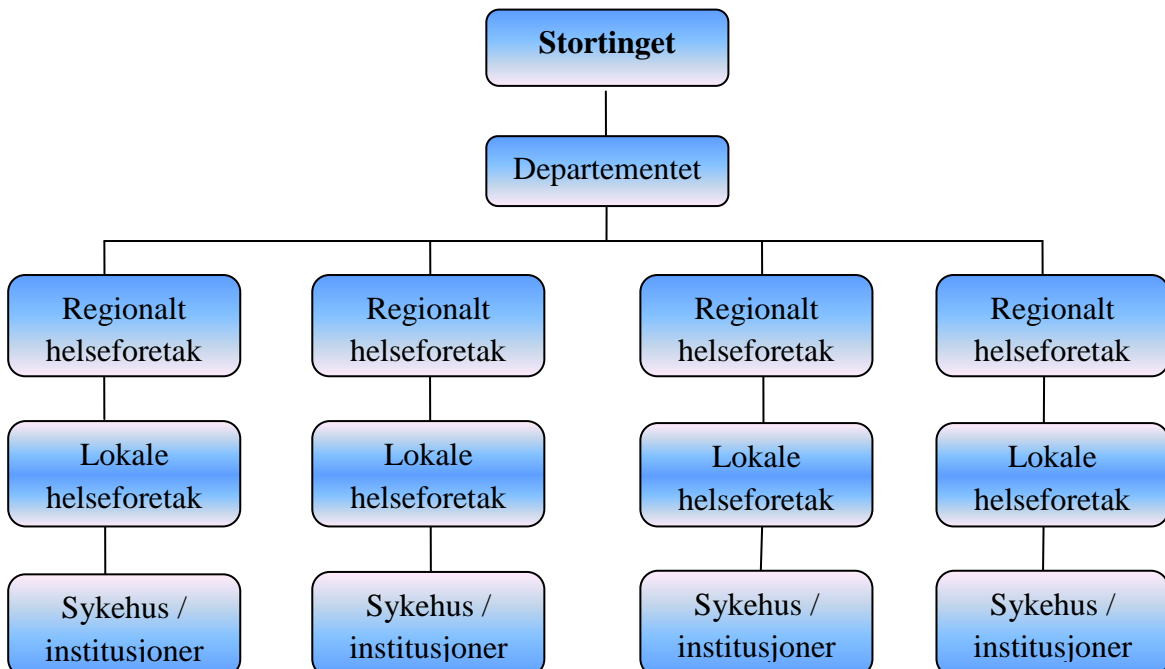 Stortinget
Departementet
Regionalt
helseforetak
Regionalt
helseforetak
Regionalt
helseforetak
Regionalt
helseforetak
Lokale
helseforetak
Lokale
helseforetak
Lokale
helseforetak
Lokale
helseforetak
Sykehus /
institusjoner
Sykehus /
institusjoner
Sykehus /
institusjoner
Sykehus /
institusjoner